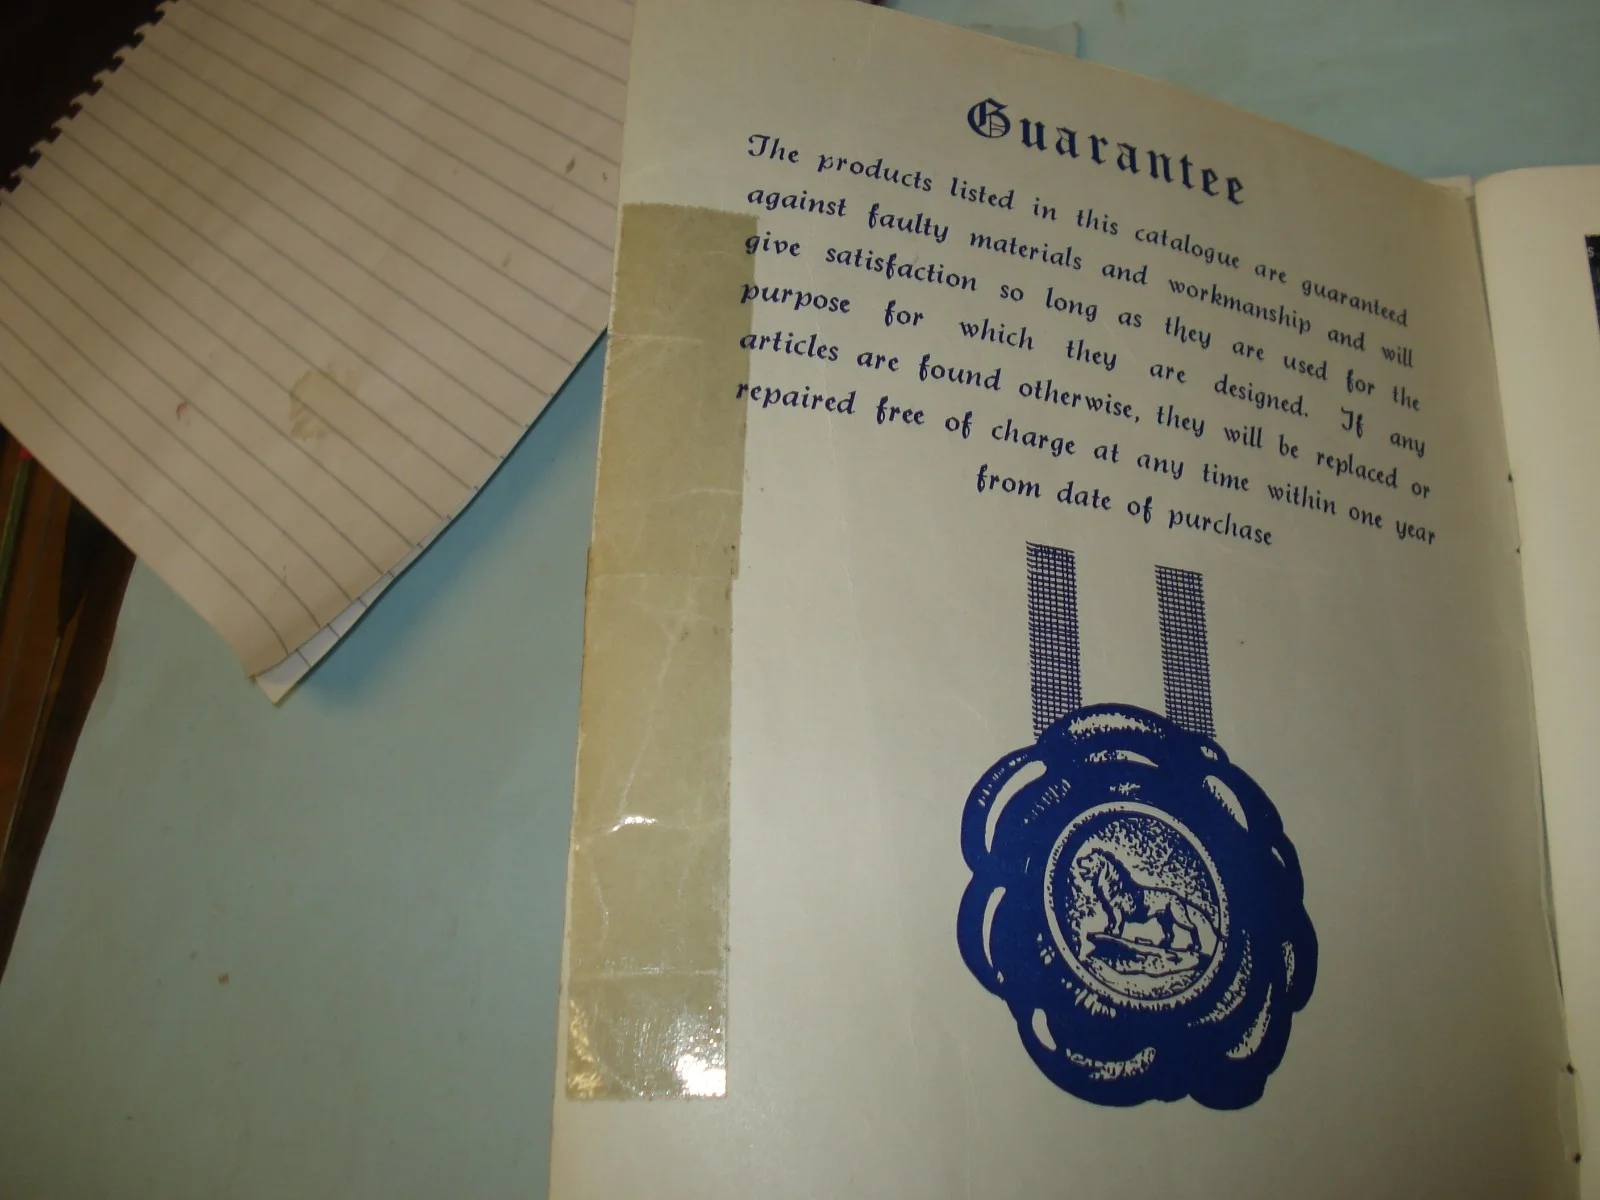 Guarantee
The products listed in this catalogue are guaranteed
against faulty materials and workmanship and will
give satisfaction so long as they are used for the
purpose for which they are designed. If any
articles are found otherwise, they will be replaced or
repaired free of charge at any time within one year
from date of purchase